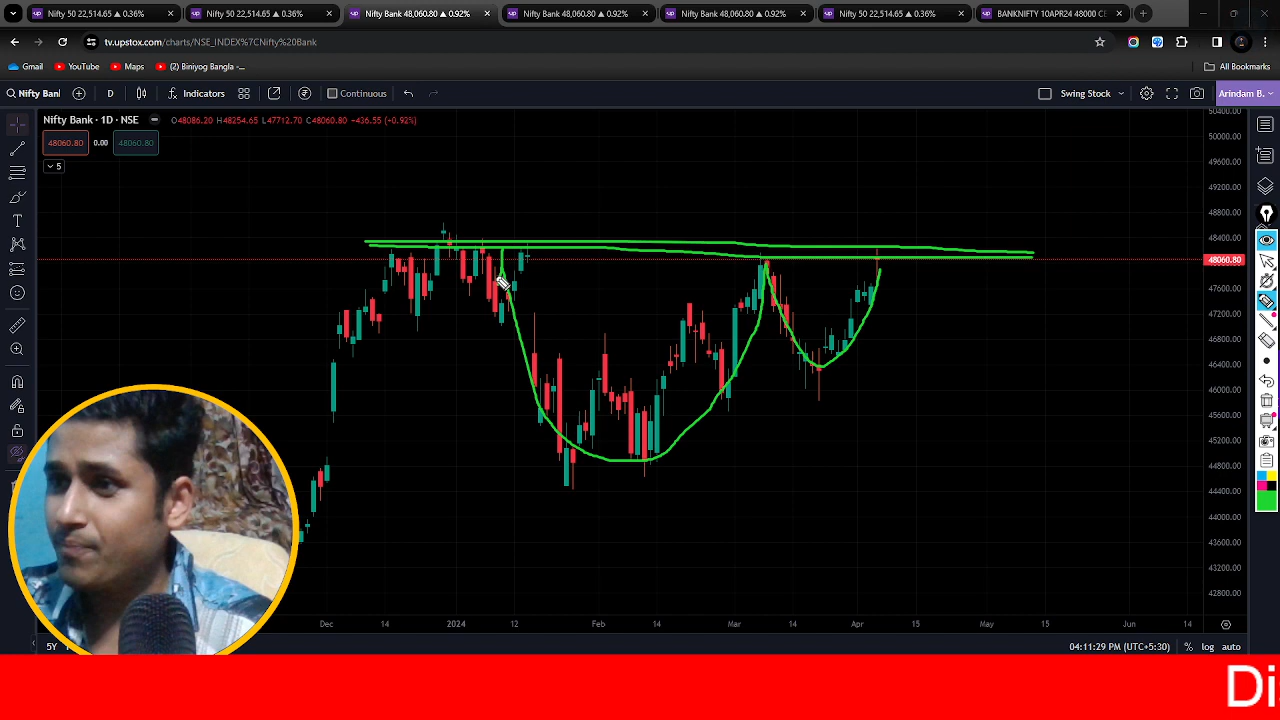 Nifty 50 22,514.65 ▲ 0.36%
Nifty 50 22,514.65 ▲ 0.36%
Nifty Bank 48,060.80 ▲ 0.92%
Nifty Bank 48,060.80 ▲ 0.92%
Nifty Bank 48,060.80 ▲ 0.92%
Nifty 50 22,514.65 ▲ 0.36%
BANKNIFTY 10APR24 48000 CE
tv.upstox.com/charts/NSE_INDEX%7CNifty%20Bank
Gmail
YouTube
Maps
(2) Biniyog Bangla -...
All Bookmarks
Nifty Banl
D
Indicators
Continuous
Swing Stock
Arindam B.
Nifty Bank · 1D · NSE
O48086.20 H48254.65 L47712.70 C48060.80 −436.55 (−0.92%)
48060.80
0.00
48060.80
5
50400.00
50000.00
49600.00
49200.00
48800.00
48400.00
48060.80
47600.00
47200.00
46800.00
46400.00
46000.00
45600.00
45200.00
44800.00
44400.00
44000.00
43600.00
43200.00
42800.00
Dec
14
2024
12
Feb
14
Mar
14
Apr
15
May
15
Jun
14
5Y
04:11:29 PM (UTC+5:30)
%
log
auto